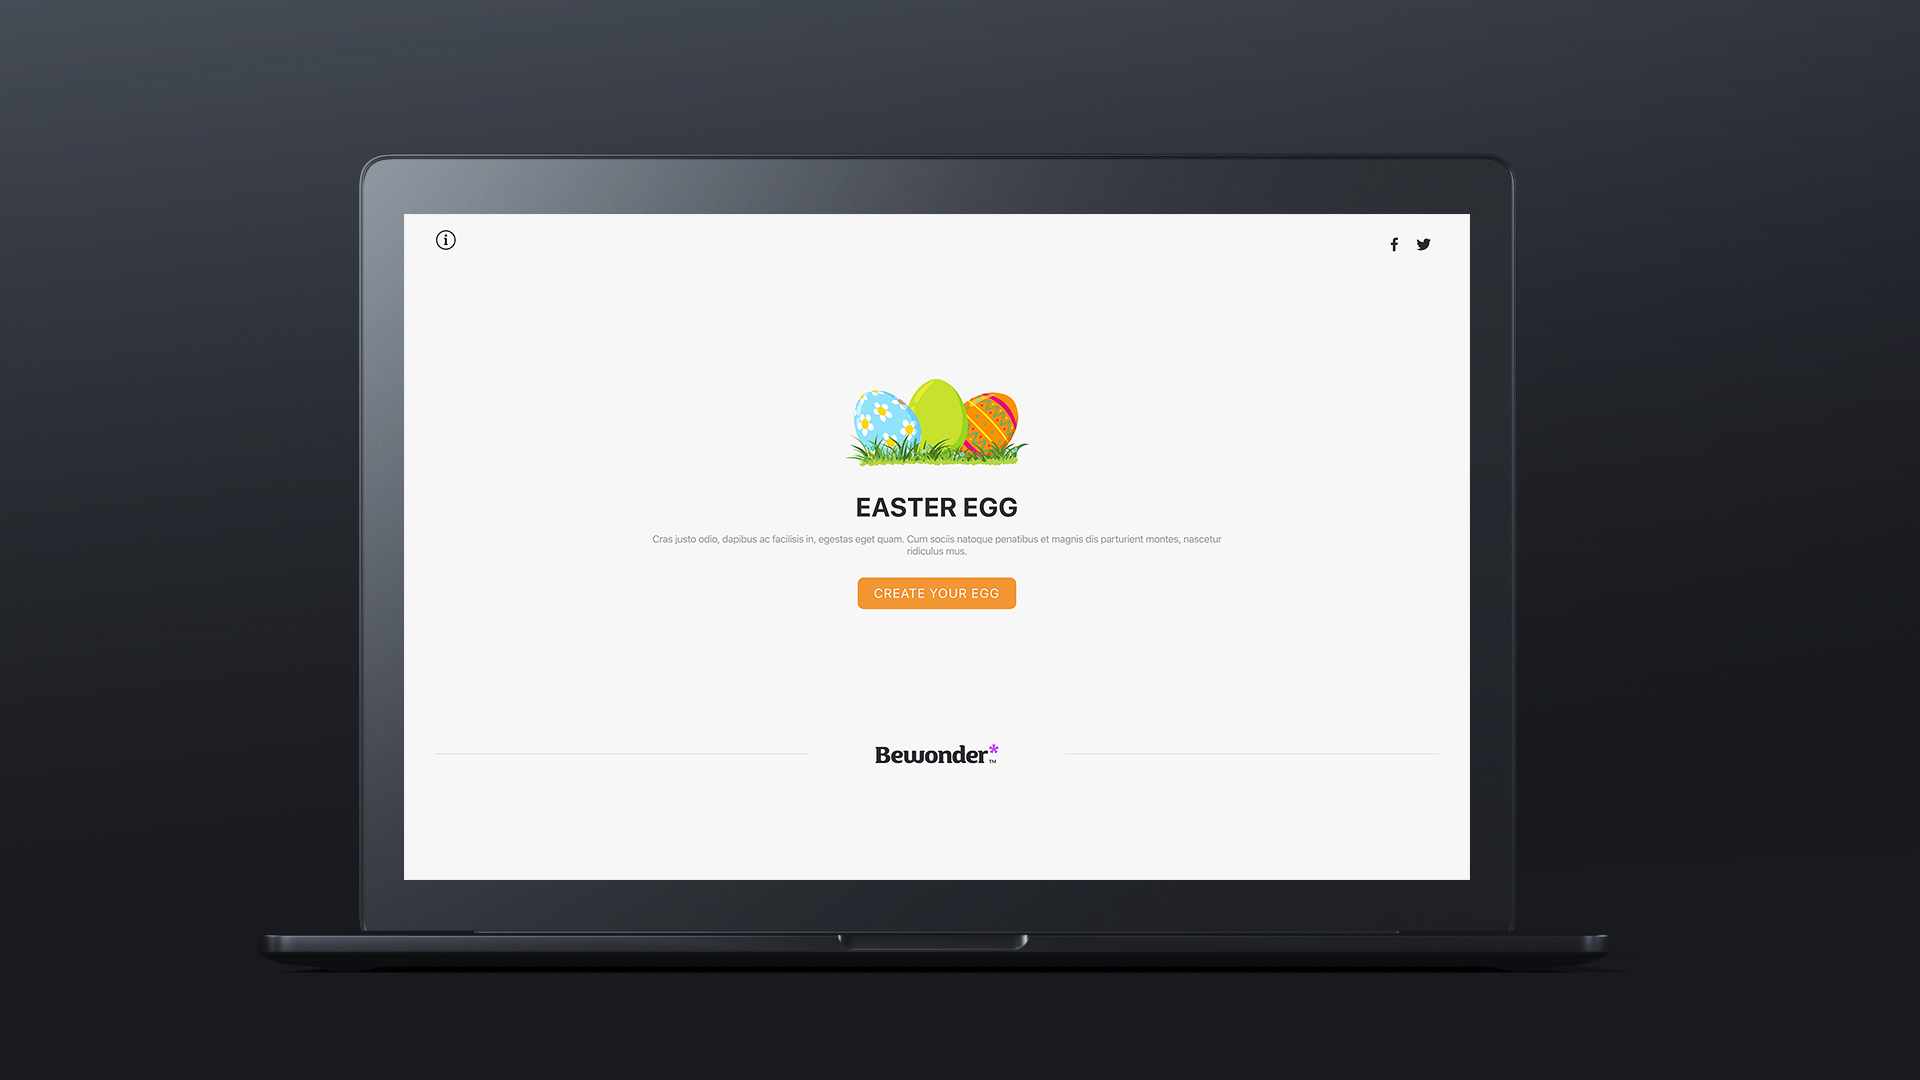 EASTER EGG
Cras justo odio, dapibus ac facilisis in, egestas eget quam. Cum sociis natoque penatibus et magnis dis parturient montes, nascetur
ridiculus mus.
CREATE YOUR EGG
Bewonder*™